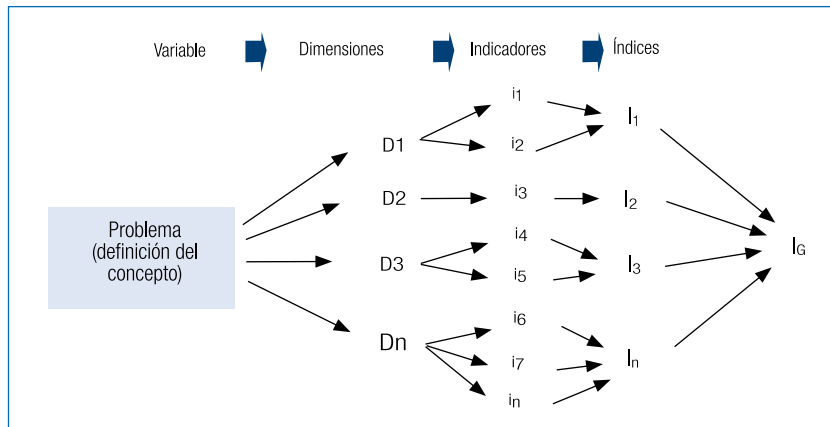 Variable Dimensiones Indicadores Índices
Problema
(definición del
concepto)
D1
D2
D3
Dn
i1
i2
i3
i4
i5
i6
i7
in
I1
I2
I3
In
IG